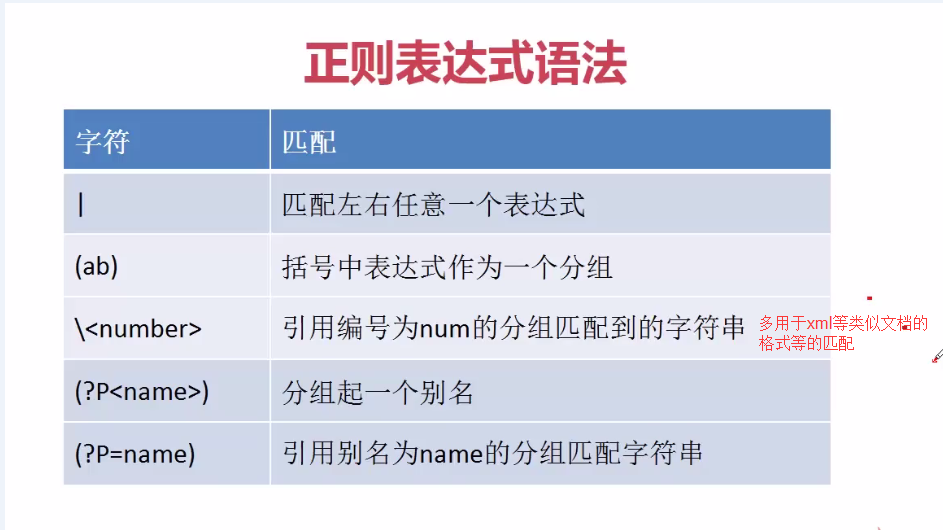 正则表达式语法
字符 匹配
| 匹配左右任意一个表达式
(ab) 括号中表达式作为一个分组
\<number> 引用编号为num的分组匹配到的字符串
多用于xml等类似文档的
格式等的匹配
(?P<name>) 分组起一个别名
(?P=name) 引用别名为name的分组匹配字符串